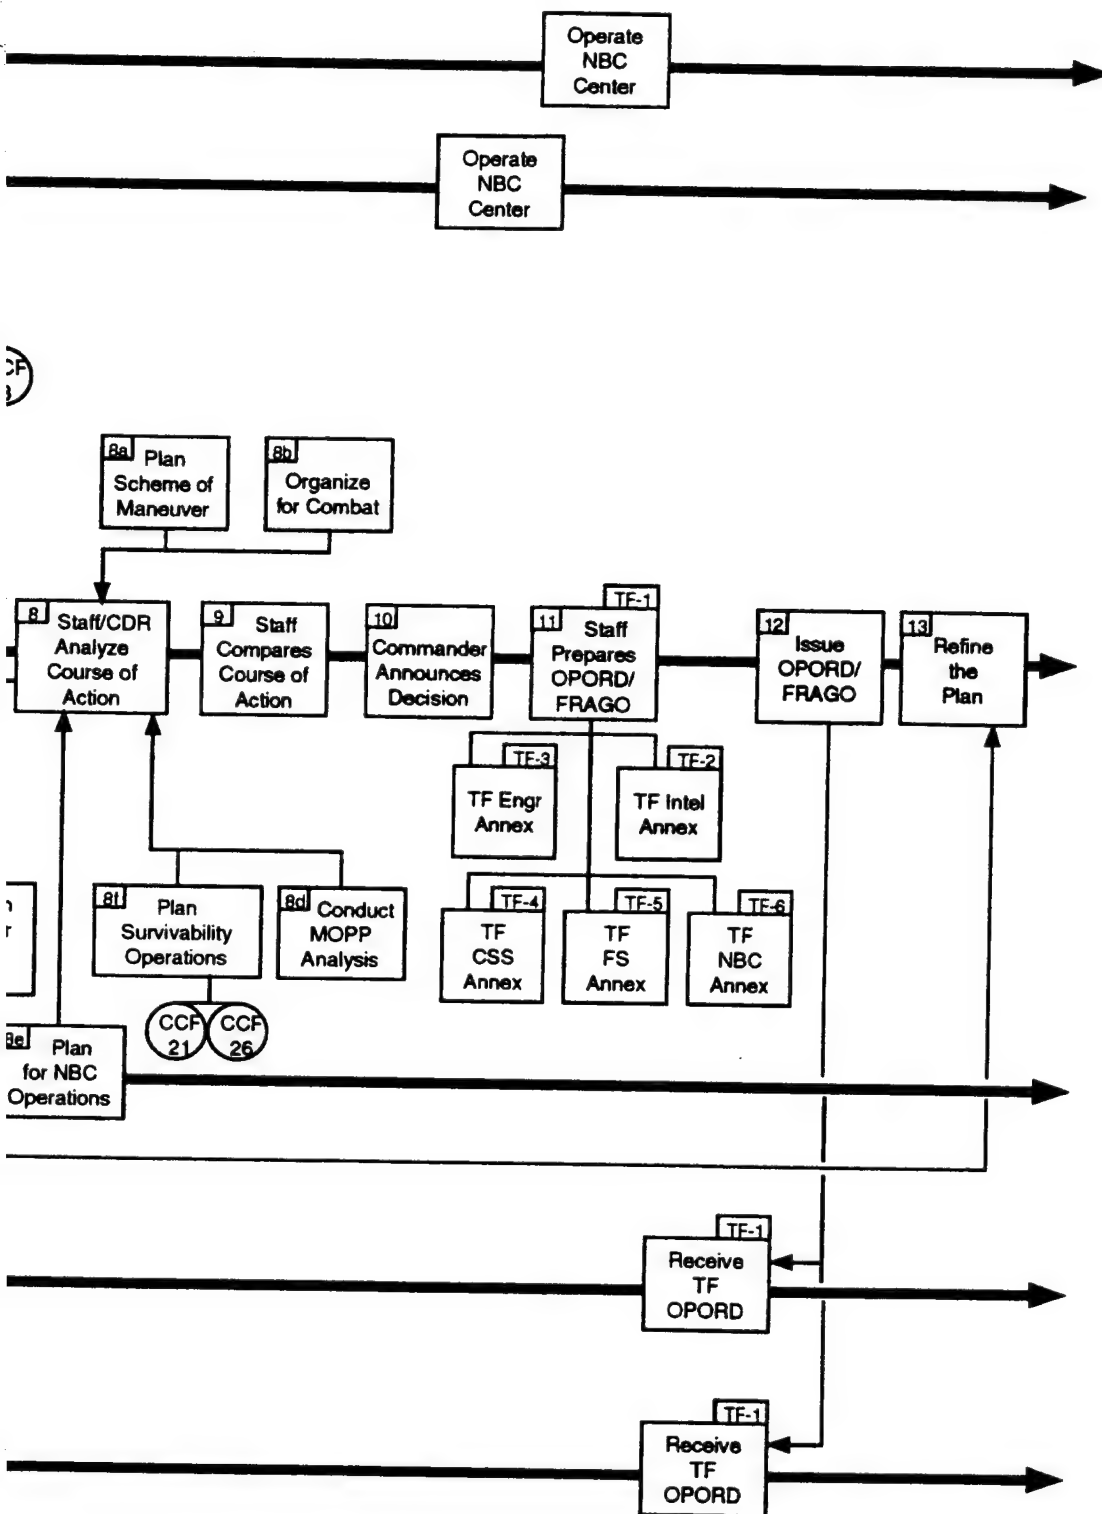 Operate
NBC
Center
Operate
NBC
Center
CF
8a
Plan
Scheme of
Maneuver
8b
Organize
for Combat
8
Staff/CDR
Analyze
Course of
Action
9
Staff
Compares
Course of
Action
10
Commander
Announces
Decision
TF-1
11
Staff
Prepares
OPORD/
FRAGO
12
Issue
OPORD/
FRAGO
13
Refine
the
Plan
TF-3
TF Engr
Annex
TF-2
TF Intel
Annex
8f
Plan
Survivability
Operations
8d
Conduct
MOPP
Analysis
TF-4
TF
CSS
Annex
TF-5
TF
FS
Annex
TF-6
TF
NBC
Annex
CCF
21
CCF
26
8e
Plan
for NBC
Operations
TF-1
Receive
TF
OPORD
TF-1
Receive
TF
OPORD